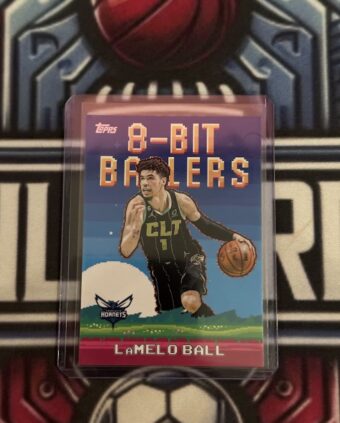 Topps
8-BIT
BALLERS
CLT
1
HORNETS
LAMELO BALL